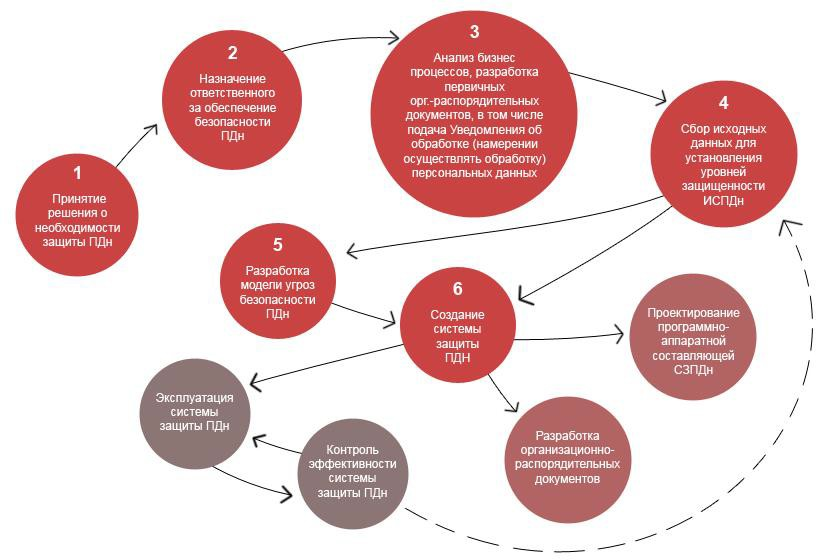 1
Принятие
решения о
необходимости
защиты ПДн
2
Назначение
ответственного
за обеспечение
безопасности
ПДн
3
Анализ бизнес
процессов, разработка
первичных
орг.-распорядительных
документов, в том числе
подача Уведомления об
обработке (намерении
осуществлять обработку)
персональных данных
4
Сбор исходных
данных для
установления
уровней
защищенности
ИСПДн
5
Разработка
модели угроз
безопасности
ПДн
6
Создание
системы
защиты
ПДН
Проектирование
программно-
аппаратной
составляющей
СЗПДн
Разработка
организационно-
распорядительных
документов
Эксплуатация
системы
защиты ПДн
Контроль
эффективности
системы
защиты ПДн